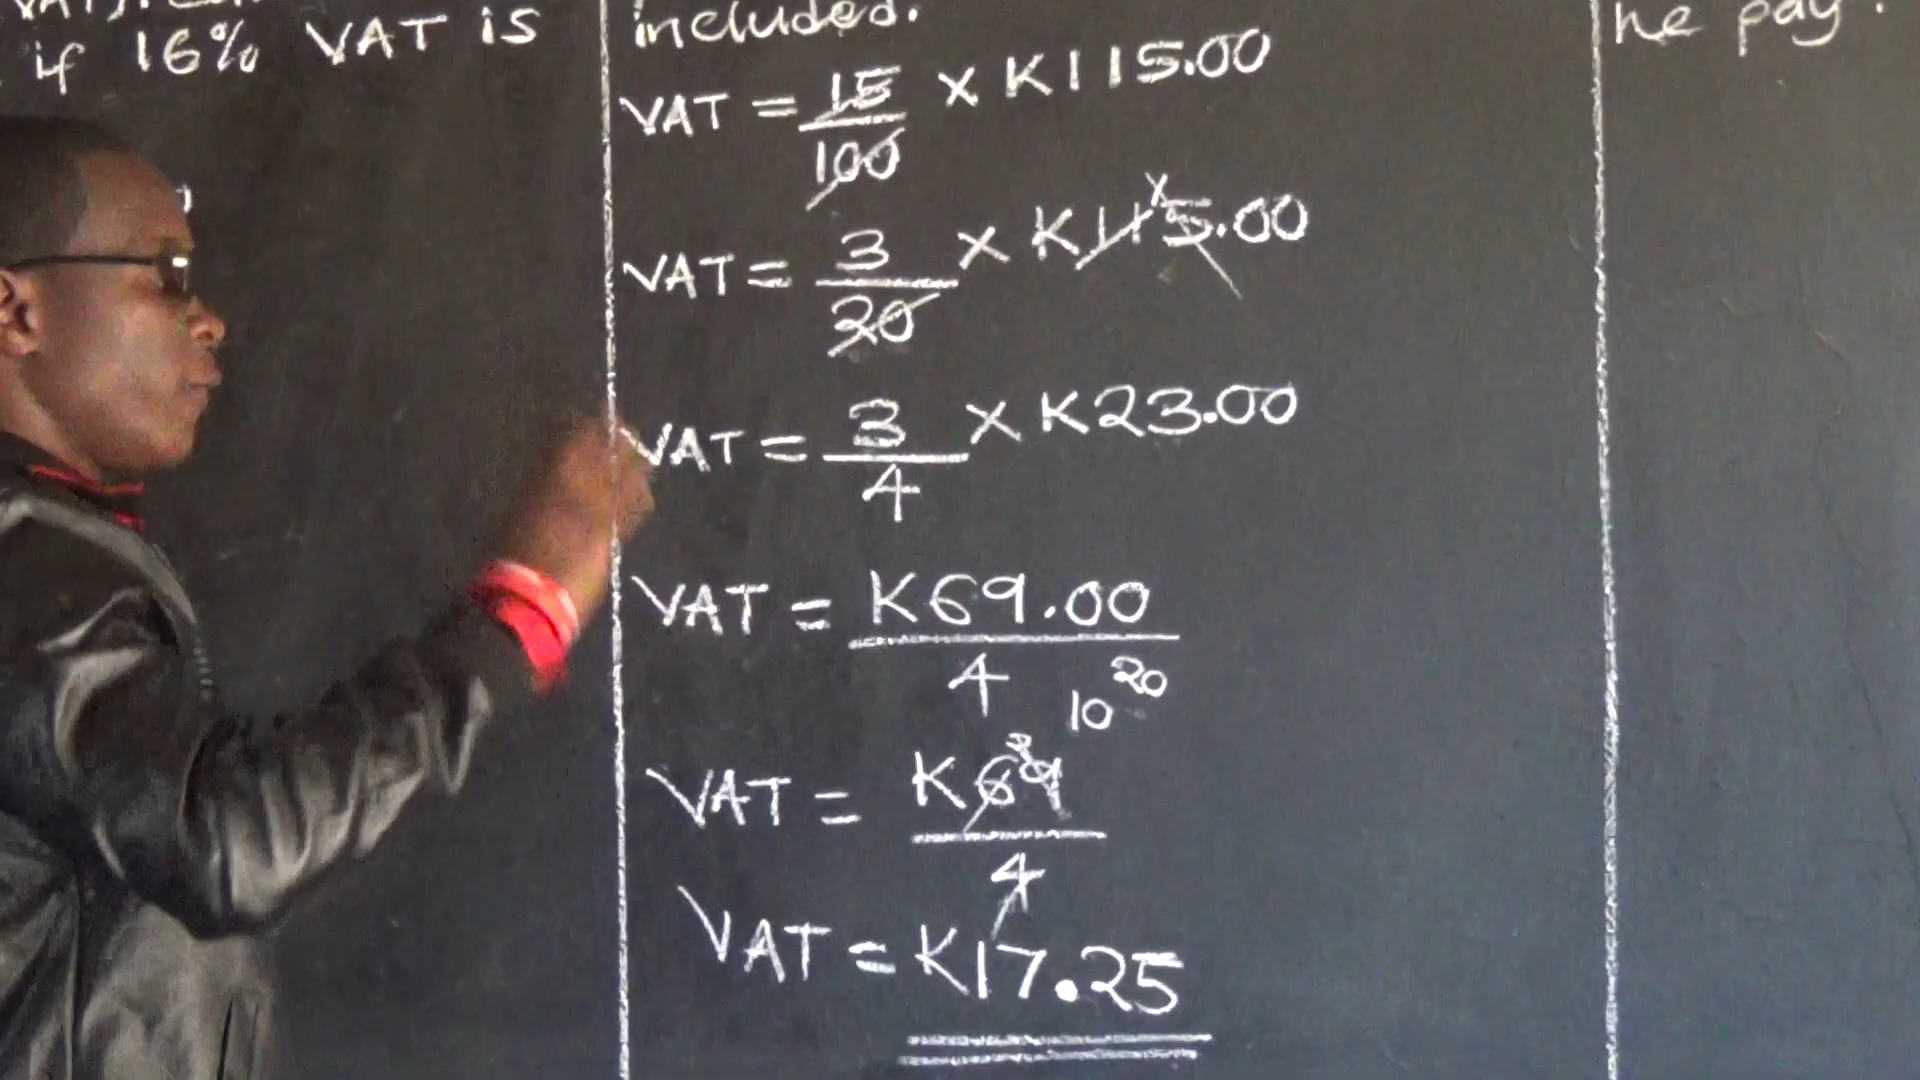 if 16% VAT is
included.
VAT = 15/100 x K115.00
VAT = 3/20 x K115.00
VAT = 3/4 x K23.00
VAT = K69.00/4
10 20
VAT = K69/4
VAT = K17.25
he pay?